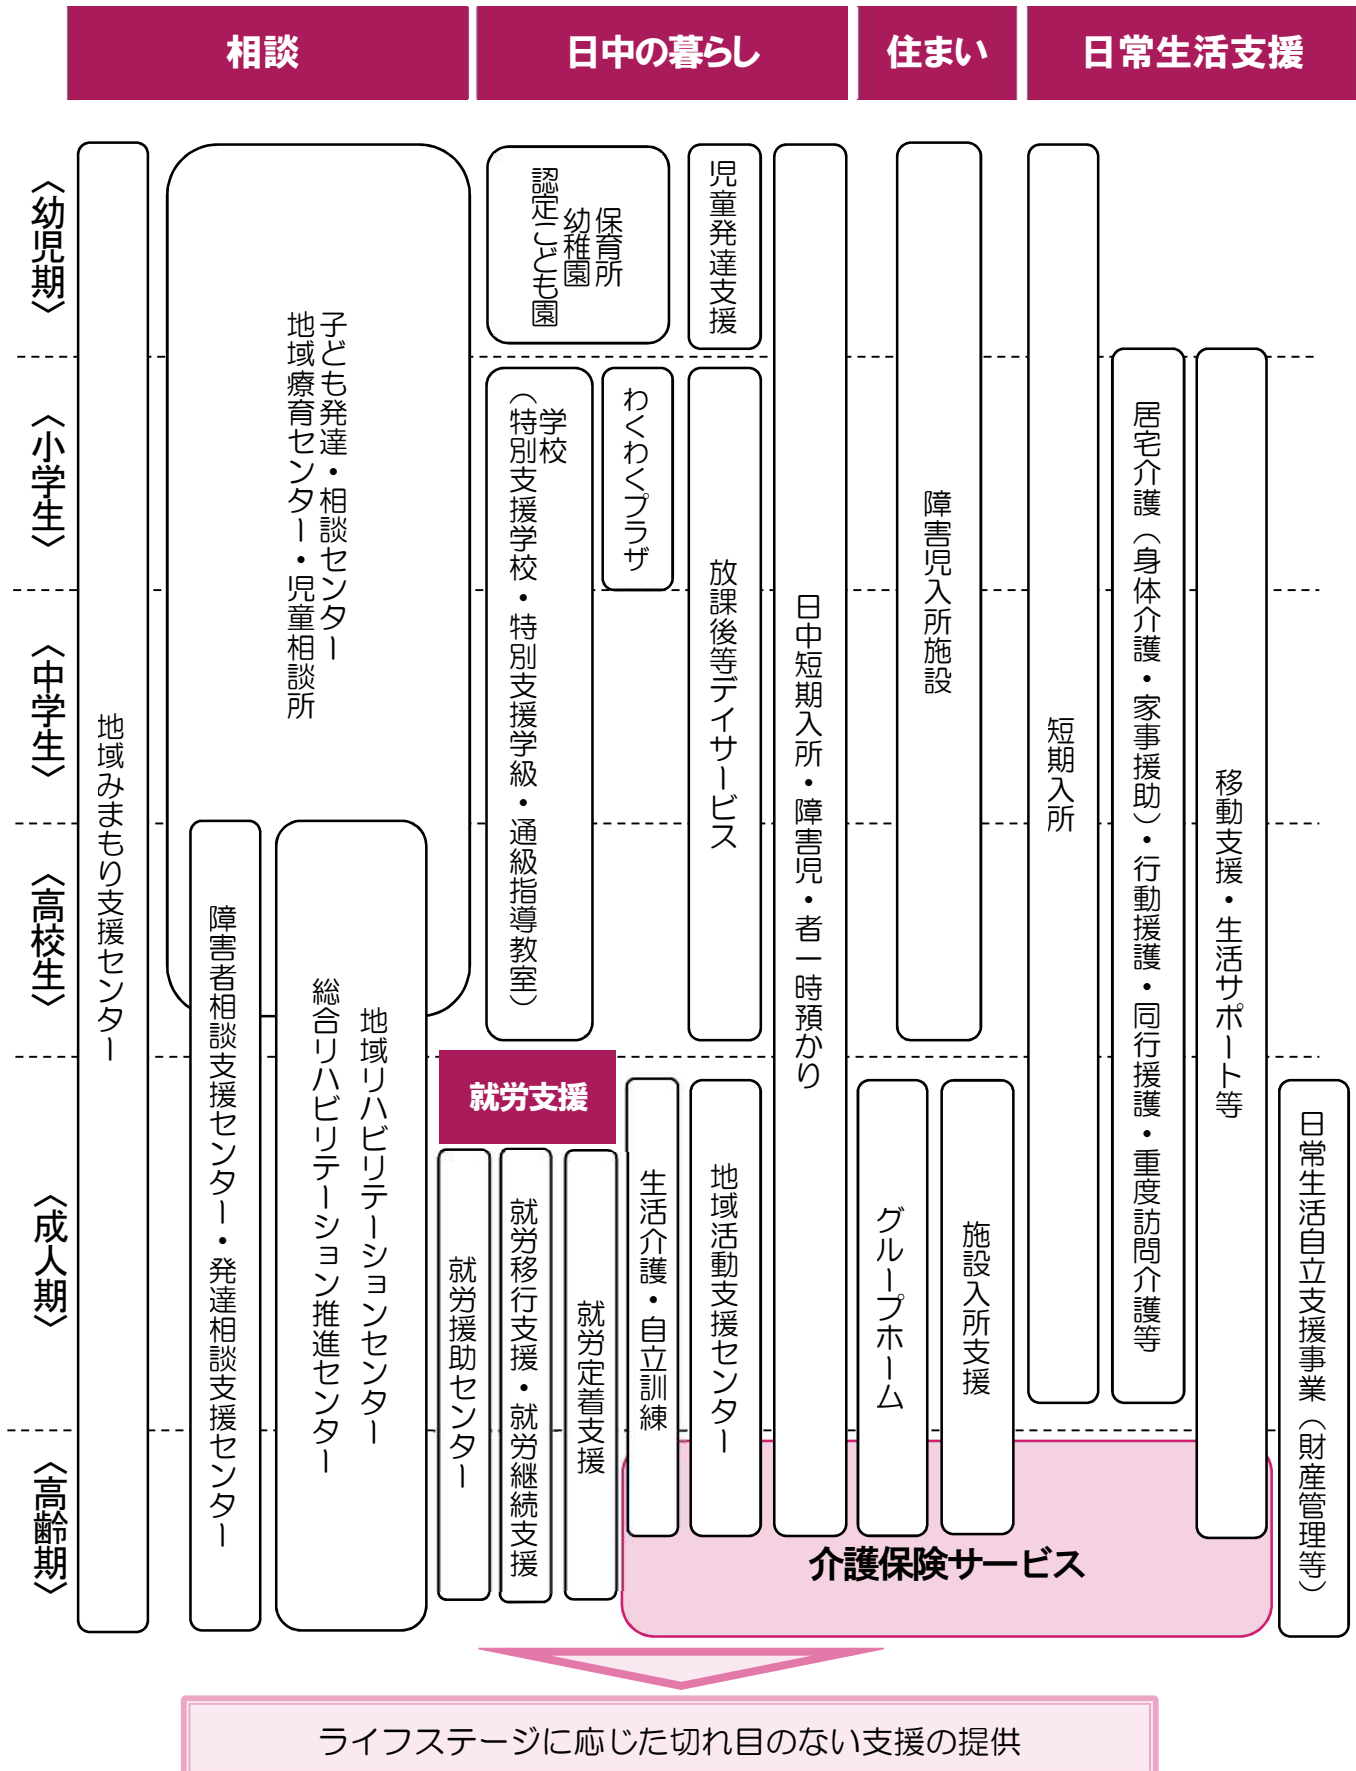 相談
日中の暮らし
住まい
日常生活支援
〈幼児期〉
〈小学生〉
〈中学生〉
〈高校生〉
〈成人期〉
〈高齢期〉
地域みまもり支援センター
子ども発達・相談センター
地域療育センター・児童相談所
障害者相談支援センター・発達相談支援センター
地域リハビリテーションセンター
総合リハビリテーション推進センター
保育所
幼稚園
認定こども園
児童発達支援
学校
（特別支援学校・特別支援学級・通級指導教室）
わくわくプラザ
放課後等デイサービス
日中短期入所・障害児・者一時預かり
就労支援
就労援助センター
就労移行支援・就労継続支援
就労定着支援
生活介護・自立訓練
地域活動支援センター
障害児入所施設
グループホーム
施設入所支援
短期入所
居宅介護（身体介護・家事援助）・行動援護・同行援護・重度訪問介護等
移動支援・生活サポート等
日常生活自立支援事業（財産管理等）
介護保険サービス
ライフステージに応じた切れ目のない支援の提供